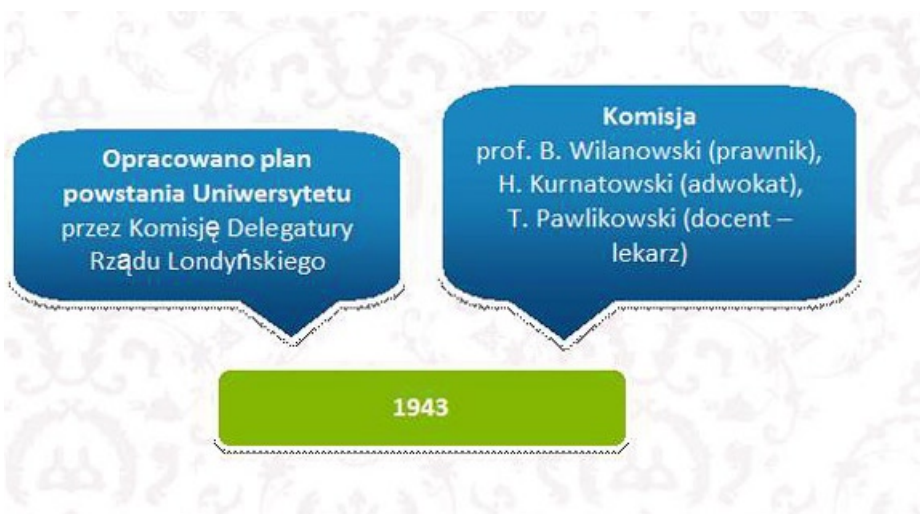 Opracowano plan
powstania Uniwersytetu
przez Komisję Delegatury
Rządu Londyńskiego
Komisja
prof. B. Wilanowski (prawnik),
H. Kurnatowski (adwokat),
T. Pawlikowski (docent –
lekarz)
1943